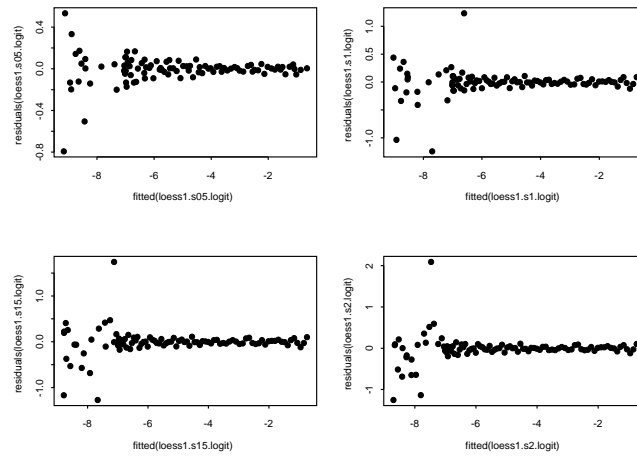 residuals(loess1.s05.logit)
0.4
0.0
-0.4
-0.8
-8 -6 -4 -2
fitted(loess1.s05.logit)
residuals(loess1.s1.logit)
1.0
0.5
0.0
-1.0
-8 -6 -4 -2
fitted(loess1.s1.logit)
residuals(loess1.s15.logit)
1.0
0.0
-1.0
-8 -6 -4 -2
fitted(loess1.s15.logit)
residuals(loess1.s2.logit)
2
1
0
-1
-8 -6 -4 -2
fitted(loess1.s2.logit)